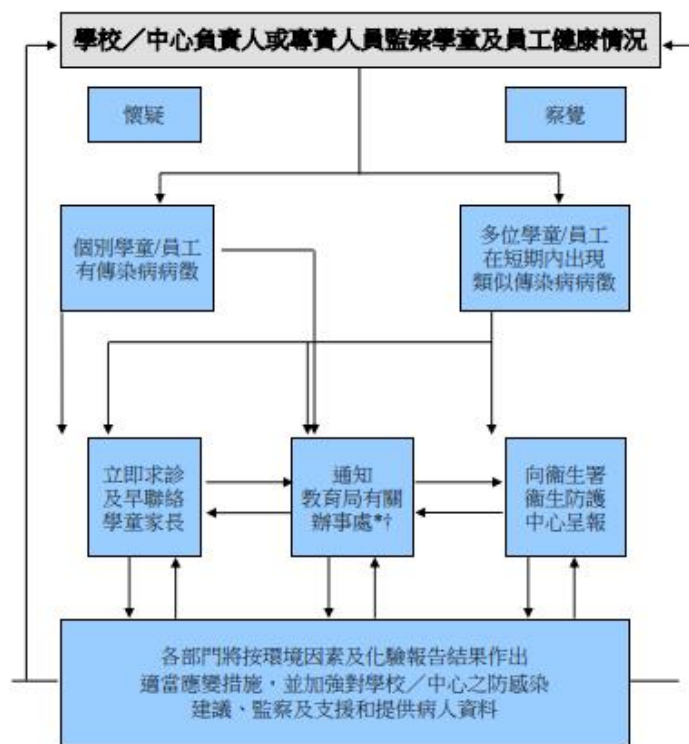 學校／中心負責人或專責人員監察學童及員工健康情況
懷疑
察覺
個別學童/員工
有傳染病病徵
多位學童/員工
在短期內出現
類似傳染病病徵
立即求診
及早聯絡
學童家長
通知
教育局有關
辦事處*†
向衞生署
衞生防護
中心呈報
各部門將按環境因素及化驗報告結果作出
適當應變措施，並加強對學校／中心之防感染
建議、監察及支援和提供病人資料